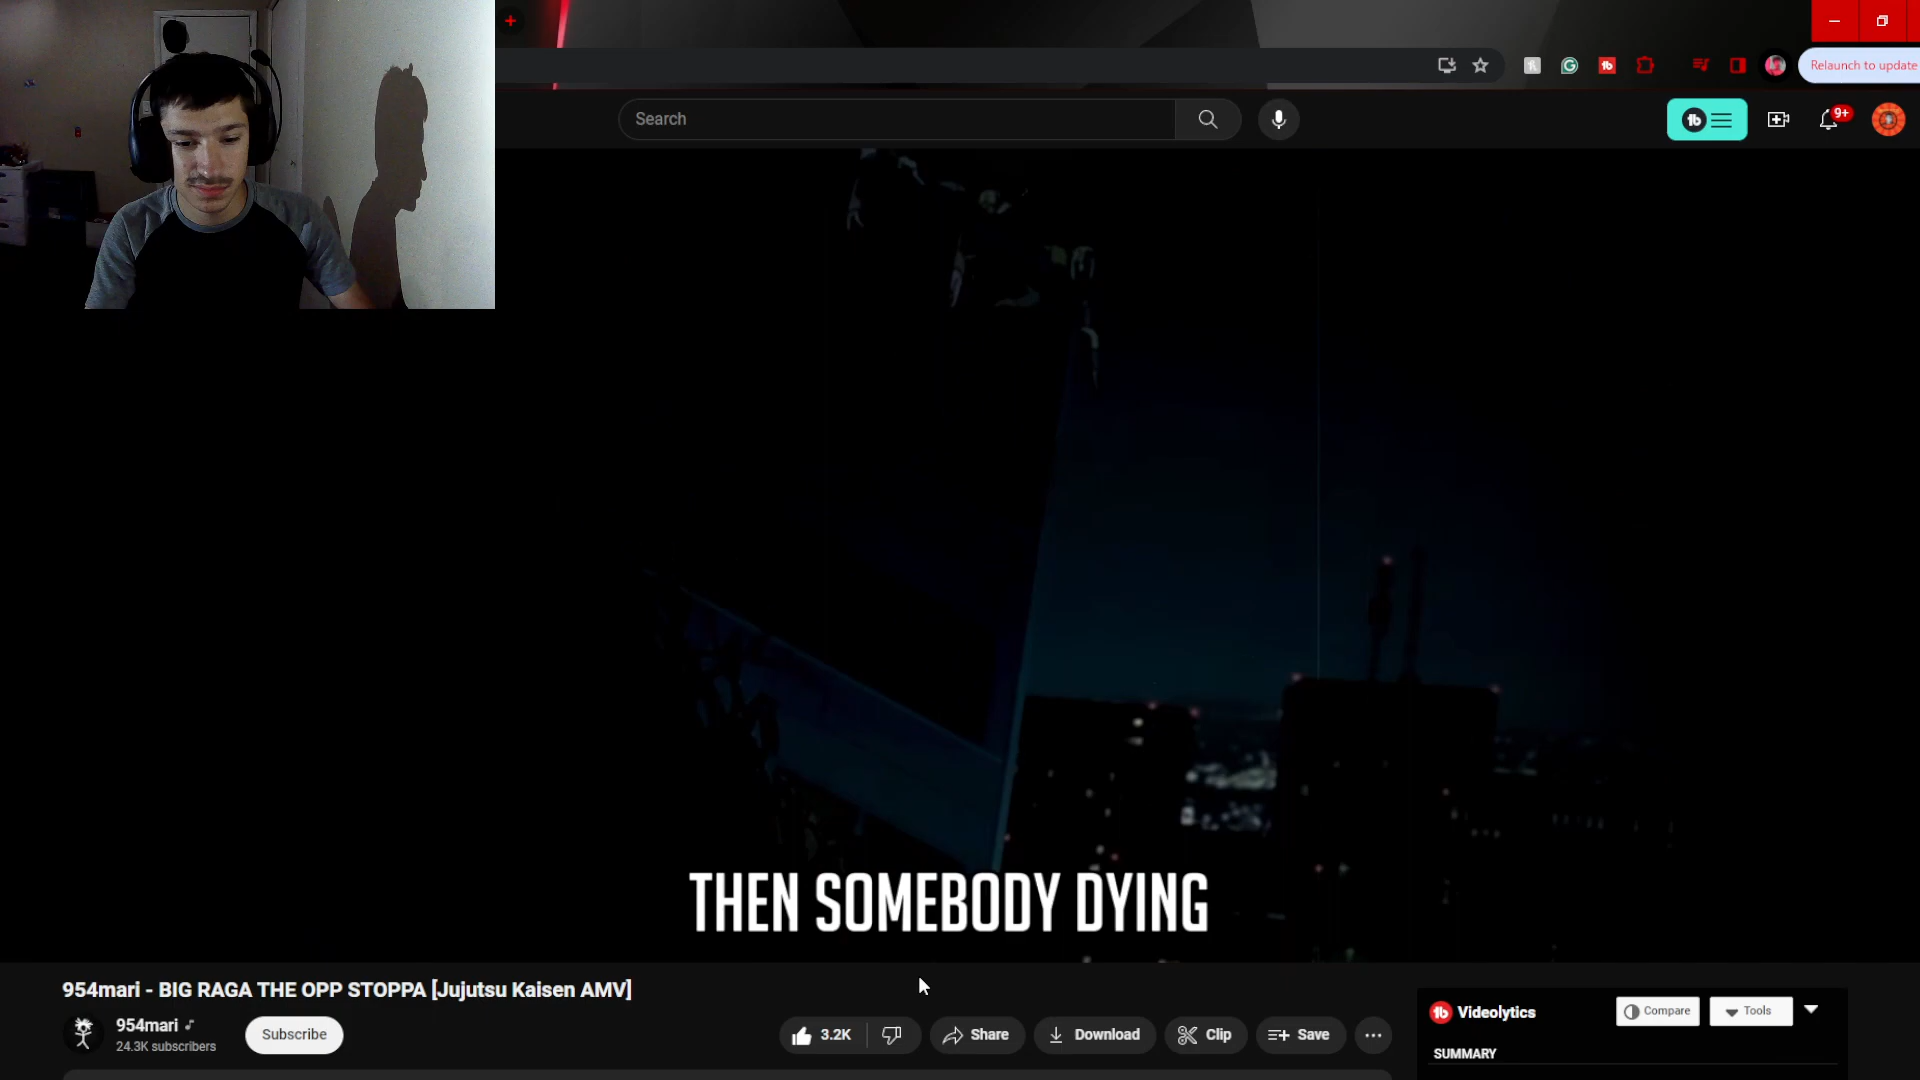 Relaunch to update
Search
9+
THEN SOMEBODY DYING
954mari - BIG RAGA THE OPP STOPPA [Jujutsu Kaisen AMV]
954mari
24.3K subscribers
Subscribe
3.2K
Share
Download
Clip
Save
Videolytics
Compare
Tools
SUMMARY